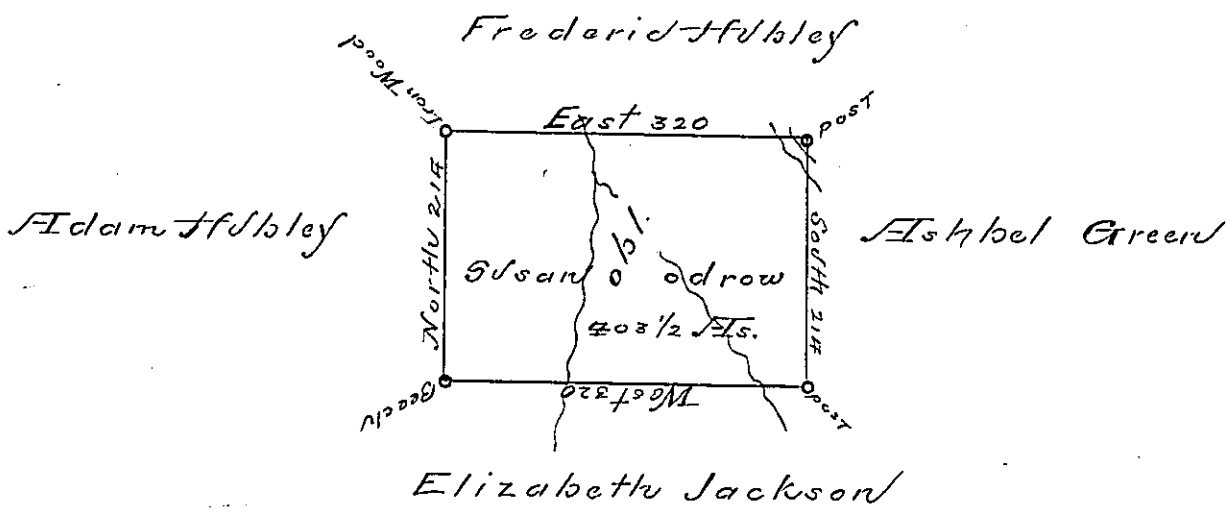 Frederic Hubley
Iron Wood
East 320
post
Adam Hubley
North 214
South 214
Ashbel Green
Susan odrow
403 1/2 As.
Beech
West 320
post
Elizabeth Jackson